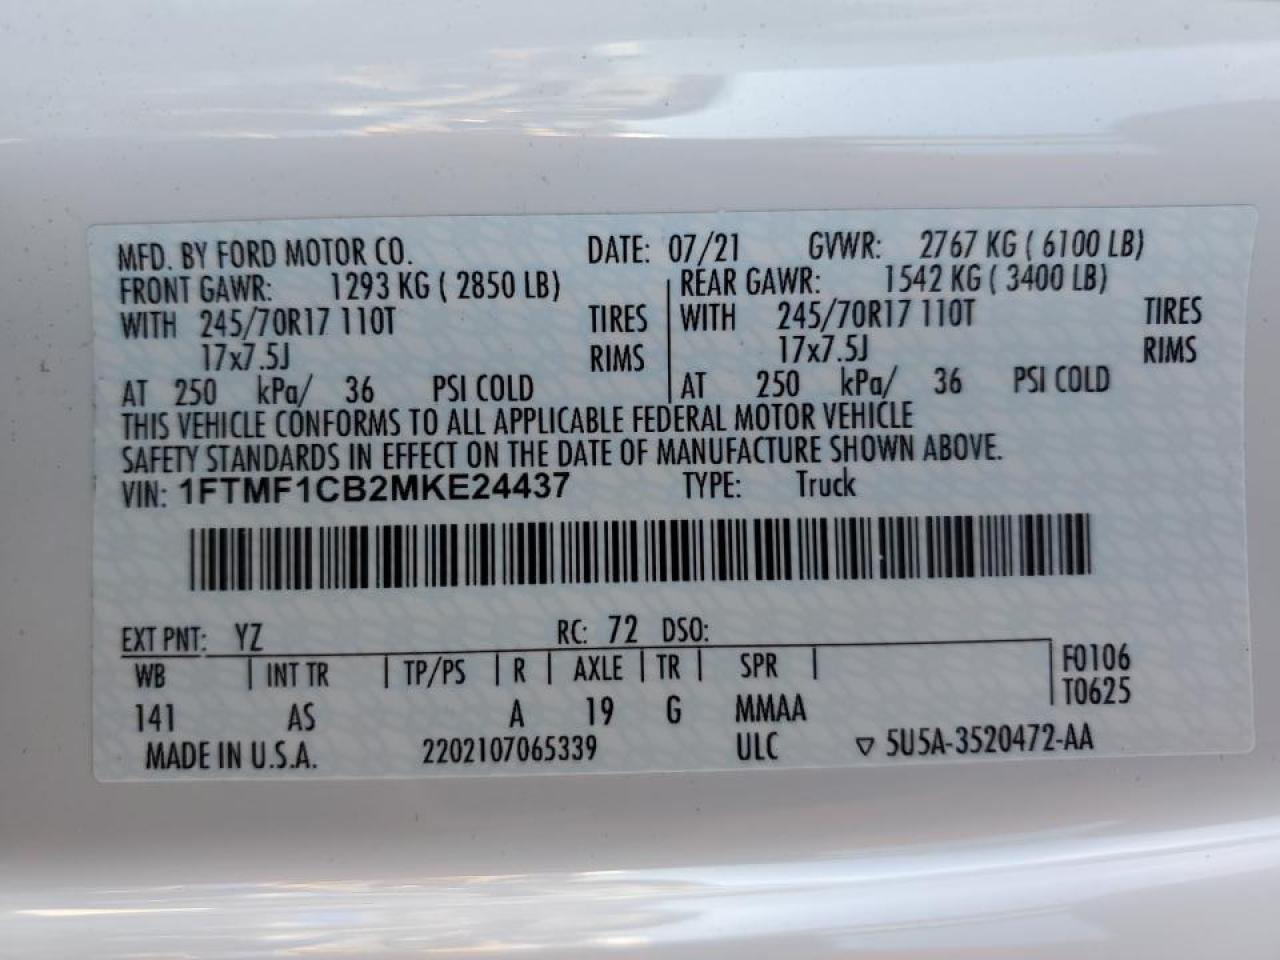 MFD. BY FORD MOTOR CO. DATE: 07/21 GVWR: 2767 KG ( 6100 LB)
FRONT GAWR: 1293 KG ( 2850 LB) REAR GAWR: 1542 KG ( 3400 LB)
WITH 245/70R17 110T TIRES WITH 245/70R17 110T TIRES
17x7.5J RIMS 17x7.5J RIMS
AT 250 kPa/ 36 PSI COLD AT 250 kPa/ 36 PSI COLD
THIS VEHICLE CONFORMS TO ALL APPLICABLE FEDERAL MOTOR VEHICLE
SAFETY STANDARDS IN EFFECT ON THE DATE OF MANUFACTURE SHOWN ABOVE.
VIN: 1FTMF1CB2MKE24437 TYPE: Truck
EXT PNT: YZ RC: 72 DSO:
WB INT TR TP/PS R AXLE TR SPR F0106
T0625
141 AS A 19 G MMAA
MADE IN U.S.A. 2202107065339 ULC ▽ 5U5A-3520472-AA